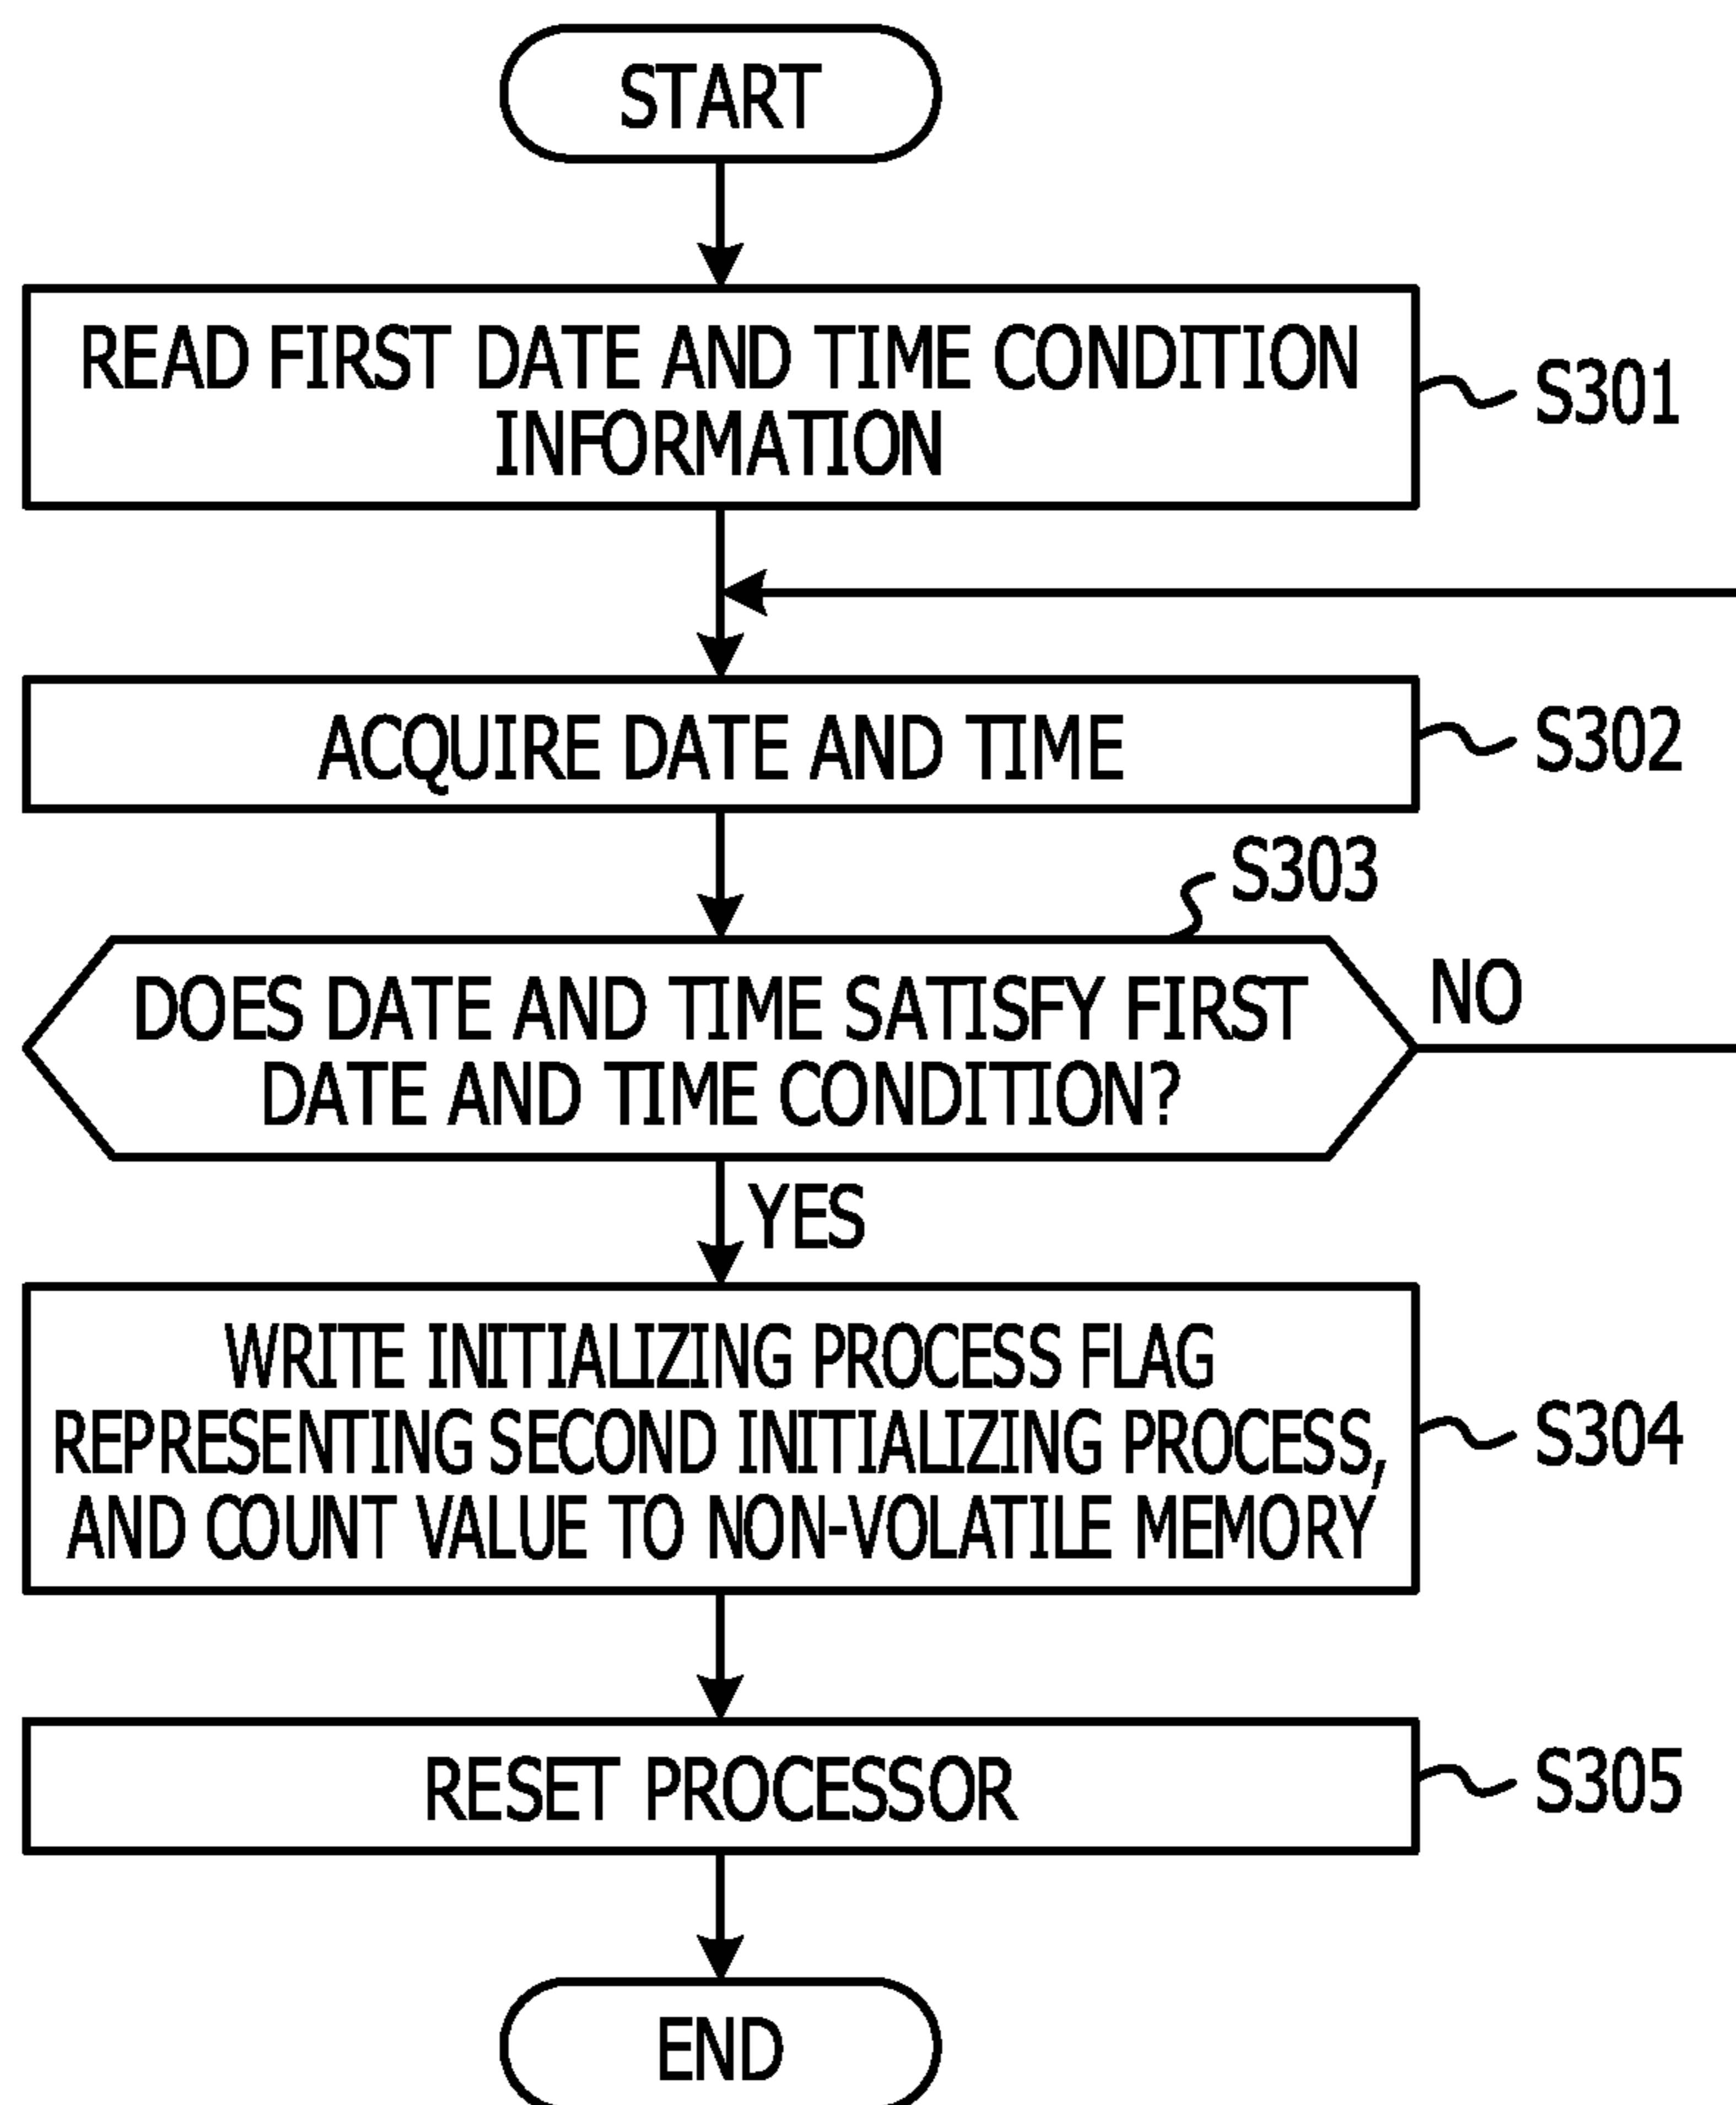 START
READ FIRST DATE AND TIME CONDITION
INFORMATION
S301
ACQUIRE DATE AND TIME
S302
S303
DOES DATE AND TIME SATISFY FIRST
DATE AND TIME CONDITION?
NO
YES
WRITE INITIALIZING PROCESS FLAG
REPRESENTING SECOND INITIALIZING PROCESS,
AND COUNT VALUE TO NON-VOLATILE MEMORY
S304
RESET PROCESSOR
S305
END